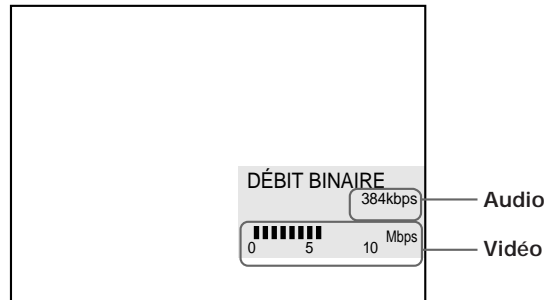 DÉBIT BINAIRE
384kbps
Audio
Mbps
0 5 10
Vidéo